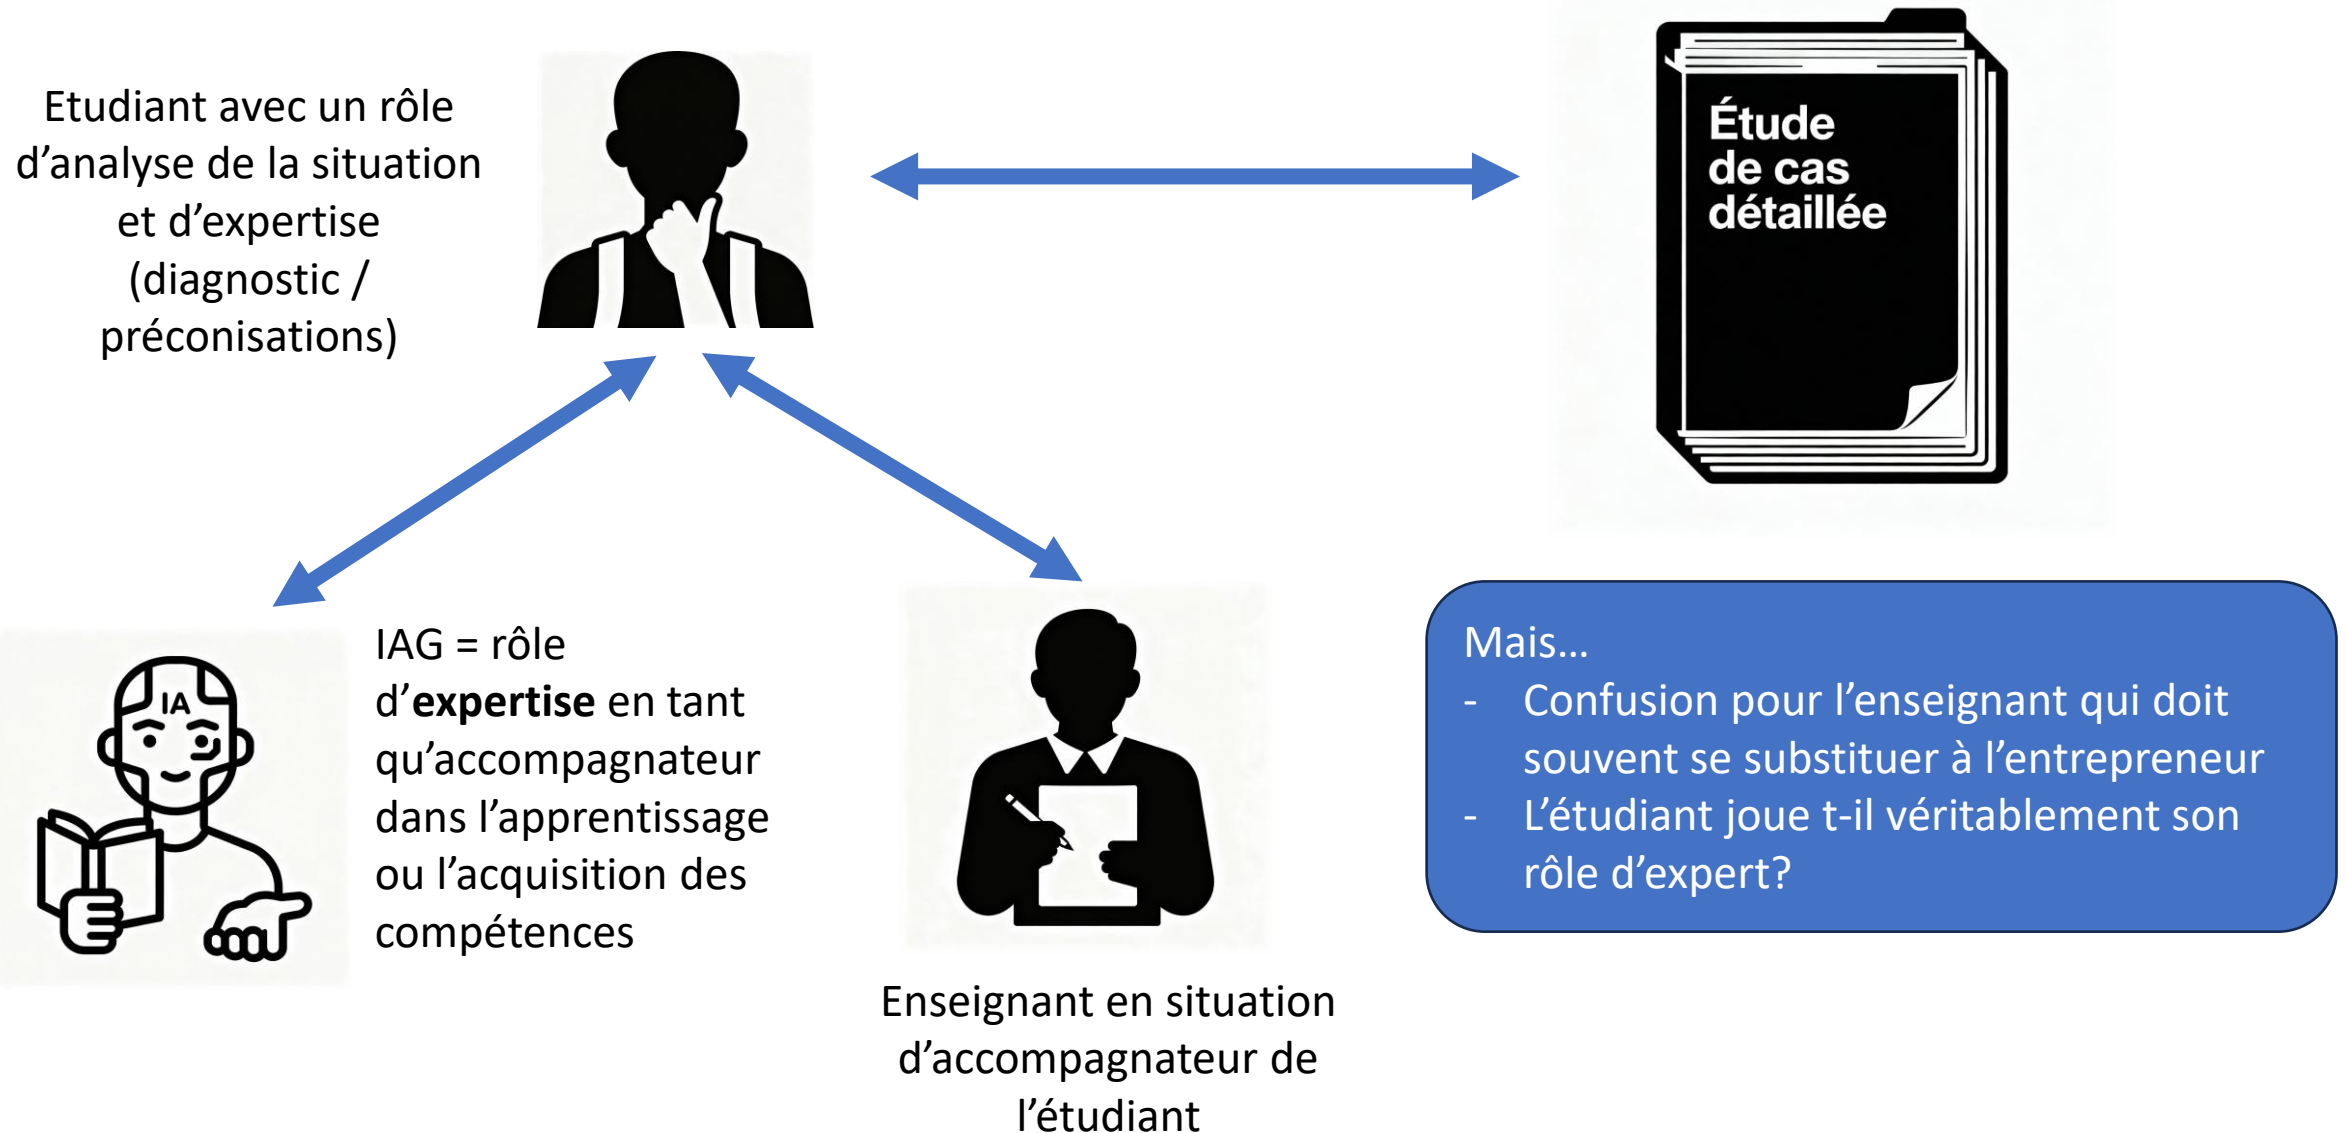 Etudiant avec un rôle
d’analyse de la situation
et d’expertise
(diagnostic /
préconisations)
Étude
de cas
détaillée
IA
IAG = rôle
d’expertise en tant
qu’accompagnateur
dans l’apprentissage
ou l’acquisition des
compétences
Enseignant en situation
d’accompagnateur de
l’étudiant
Mais…
- Confusion pour l’enseignant qui doit
souvent se substituer à l’entrepreneur
- L’étudiant joue t-il véritablement son
rôle d’expert?